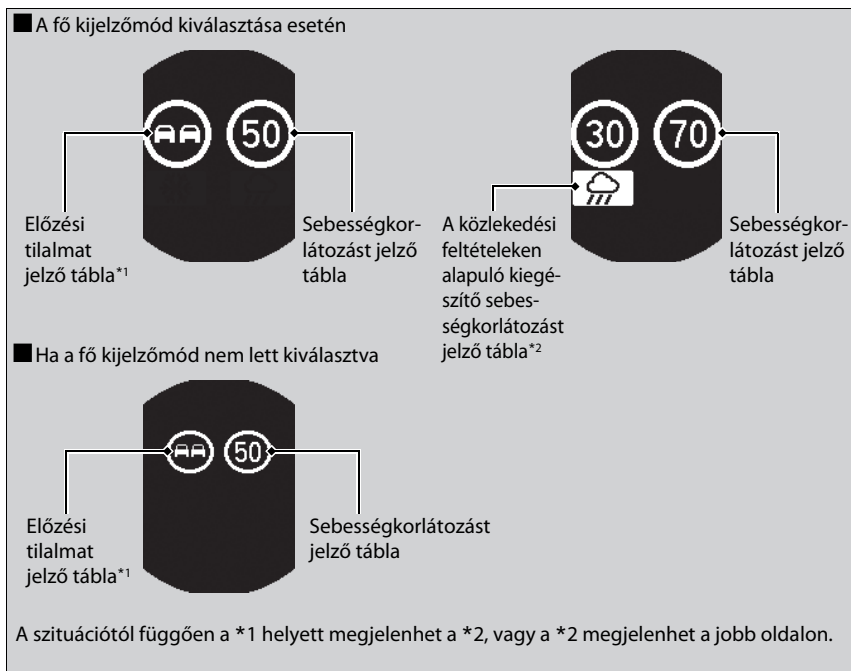 ■ A fő kijelzőmód kiválasztása esetén
50
30
70
Előzési
tilalmat
jelző tábla*1
Sebességkor-
látozást jelző
tábla
A közlekedési
feltételeken
alapuló kiegé-
szítő sebes-
ségkorlátozást
jelző tábla*2
Sebességkor-
látozást jelző
tábla
■ Ha a fő kijelzőmód nem lett kiválasztva
50
Előzési
tilalmat
jelző tábla*1
Sebességkorlátozást
jelző tábla
A szituációtól függően a *1 helyett megjelenhet a *2, vagy a *2 megjelenhet a jobb oldalon.